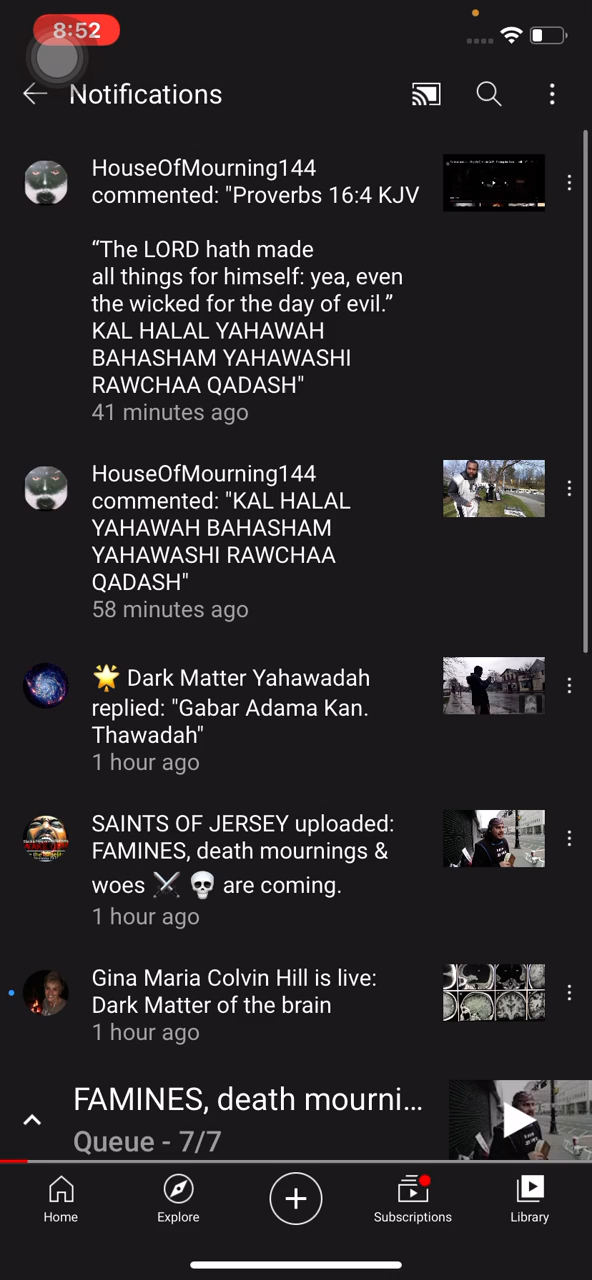 8:52
Notifications
HouseOfMourning144
commented: "Proverbs 16:4 KJV
“The LORD hath made
all things for himself: yea, even
the wicked for the day of evil.”
KAL HALAL YAHAWAH
BAHASHAM YAHAWASHI
RAWCHAA QADASH"
41 minutes ago
HouseOfMourning144
commented: "KAL HALAL
YAHAWAH BAHASHAM
YAHAWASHI RAWCHAA
QADASH"
58 minutes ago
🌟 Dark Matter Yahawadah
replied: "Gabar Adama Kan.
Thawadah"
1 hour ago
SAINTS OF JERSEY uploaded:
FAMINES, death mournings &
woes ⚔️ 💀 are coming.
1 hour ago
Gina Maria Colvin Hill is live:
Dark Matter of the brain
1 hour ago
FAMINES, death mourni...
Queue - 7/7
Home
Explore
Subscriptions
Library